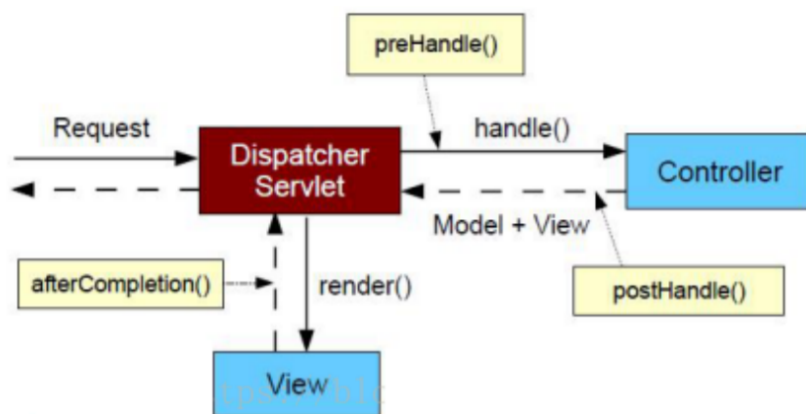 preHandle()
Request
handle()
Dispatcher
Servlet
Controller
Model + View
afterCompletion()
render()
postHandle()
View